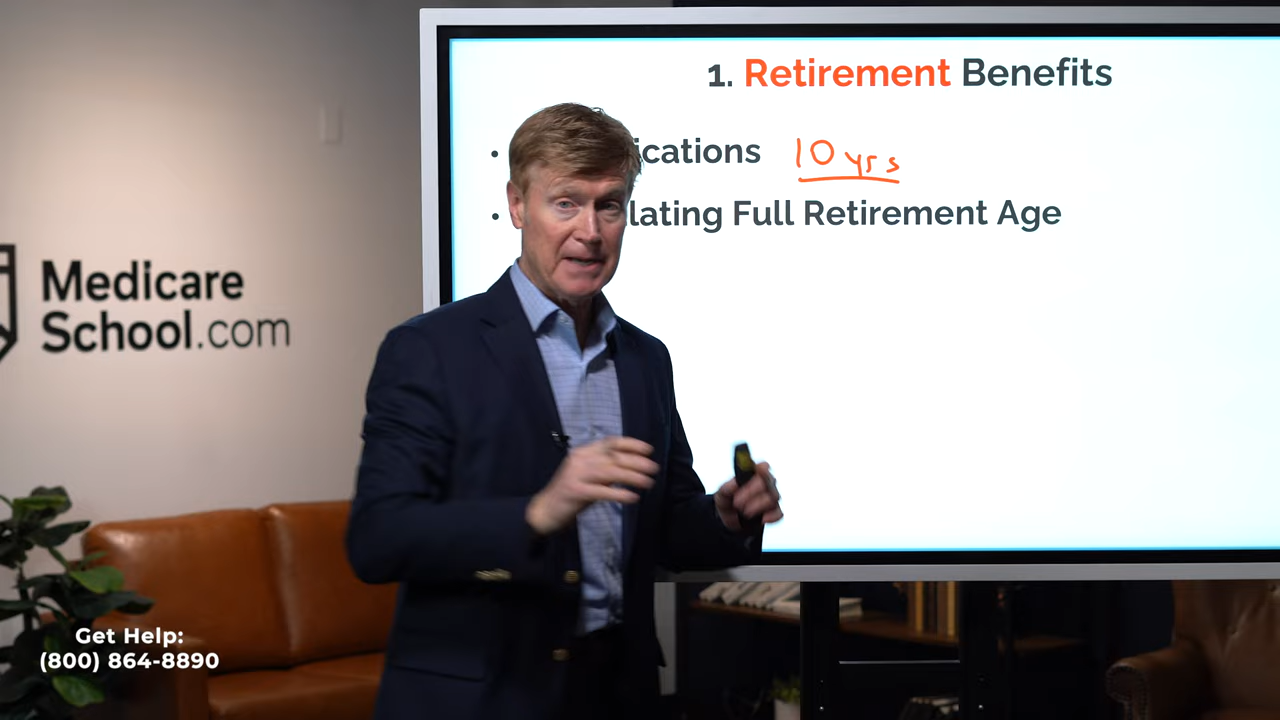 1. Retirement Benefits
• ications 10 yrs
• lating Full Retirement Age
Medicare
School.com
Get Help:
(800) 864-8890